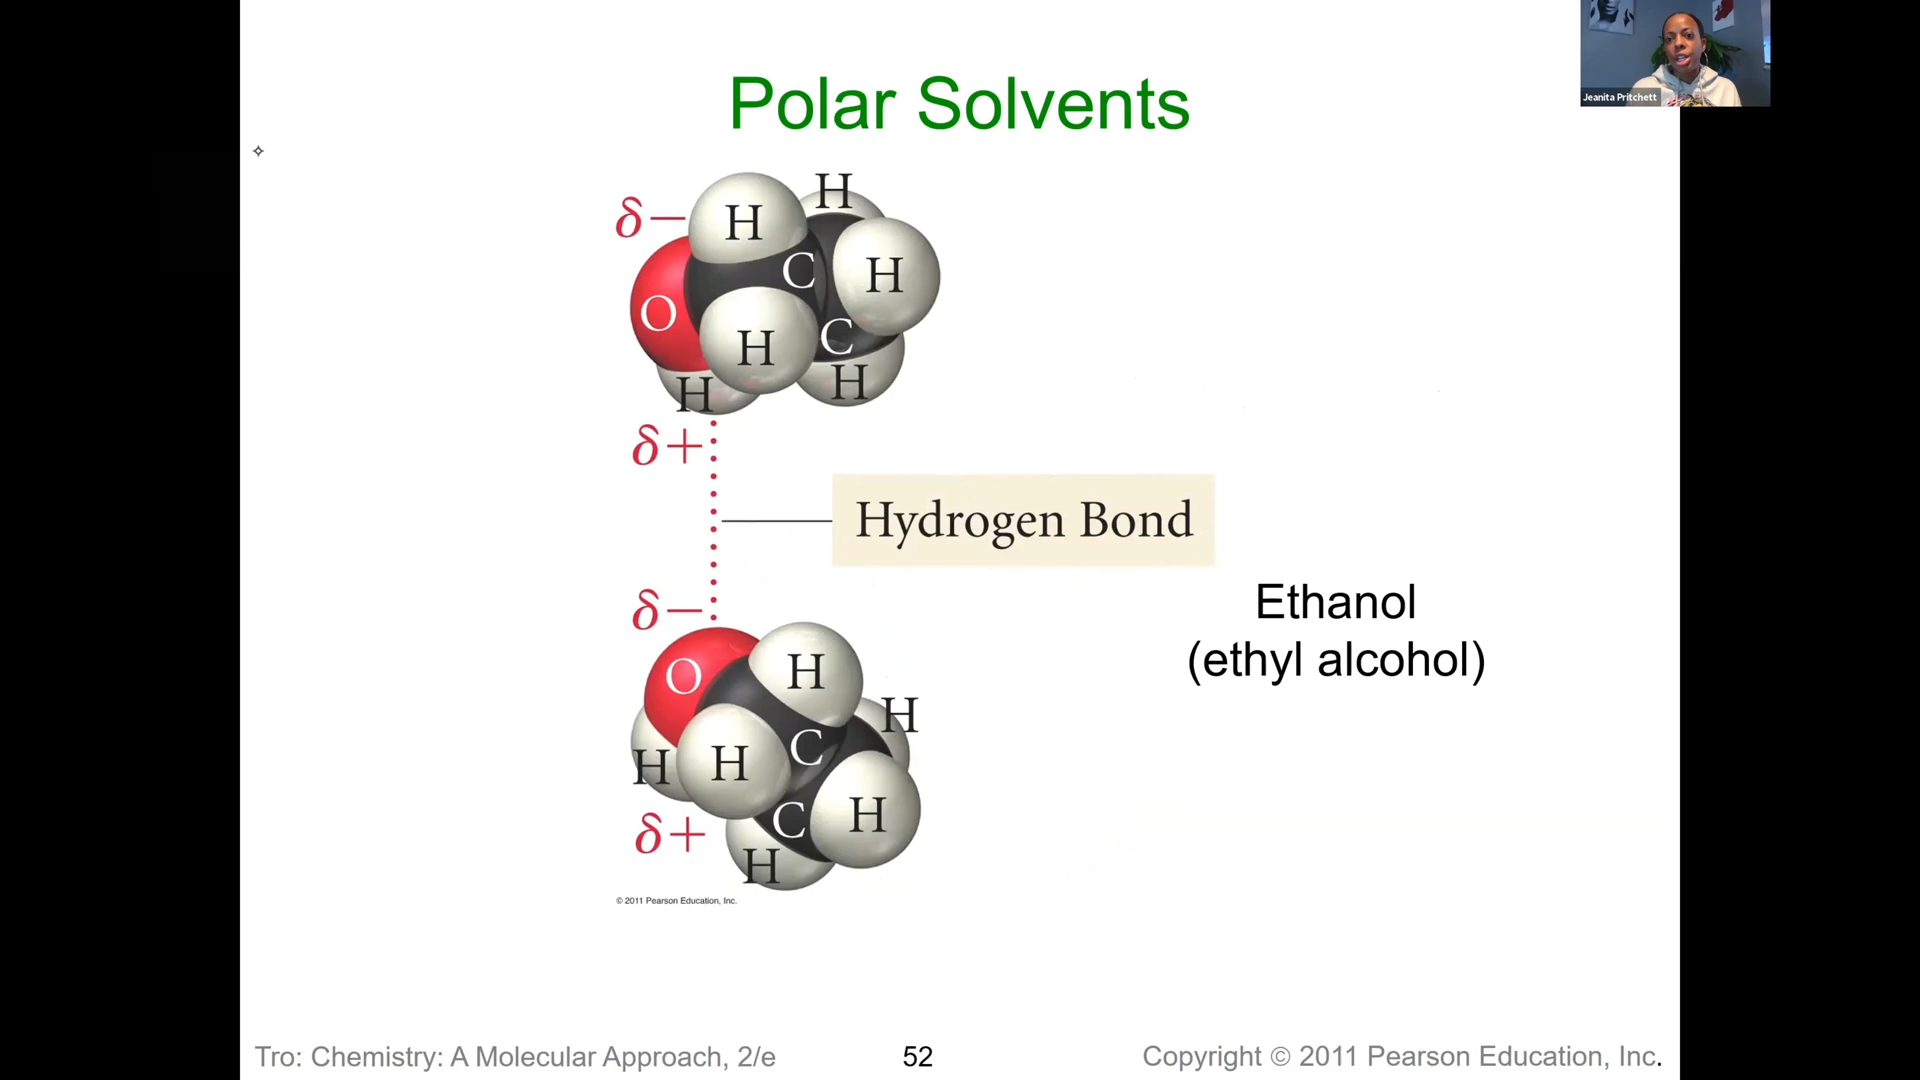 Polar Solvents
Jeanita Pritchett
H
δ−
H
C
H
O
C
H
H
H
δ+
Hydrogen Bond
Ethanol
(ethyl alcohol)
δ−
O
H
H
C
H
H
H
C
δ+
H
© 2011 Pearson Education, Inc.
Tro: Chemistry: A Molecular Approach, 2/e
52
Copyright © 2011 Pearson Education, Inc.